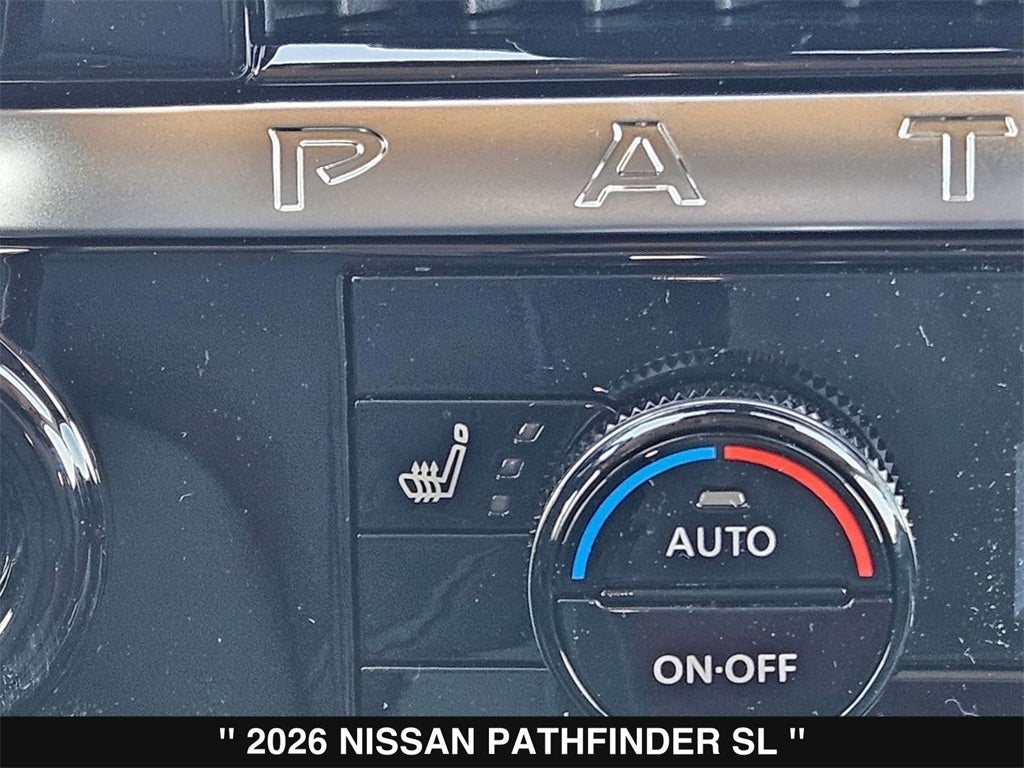 P A T
AUTO
ON·OFF
" 2026 NISSAN PATHFINDER SL "